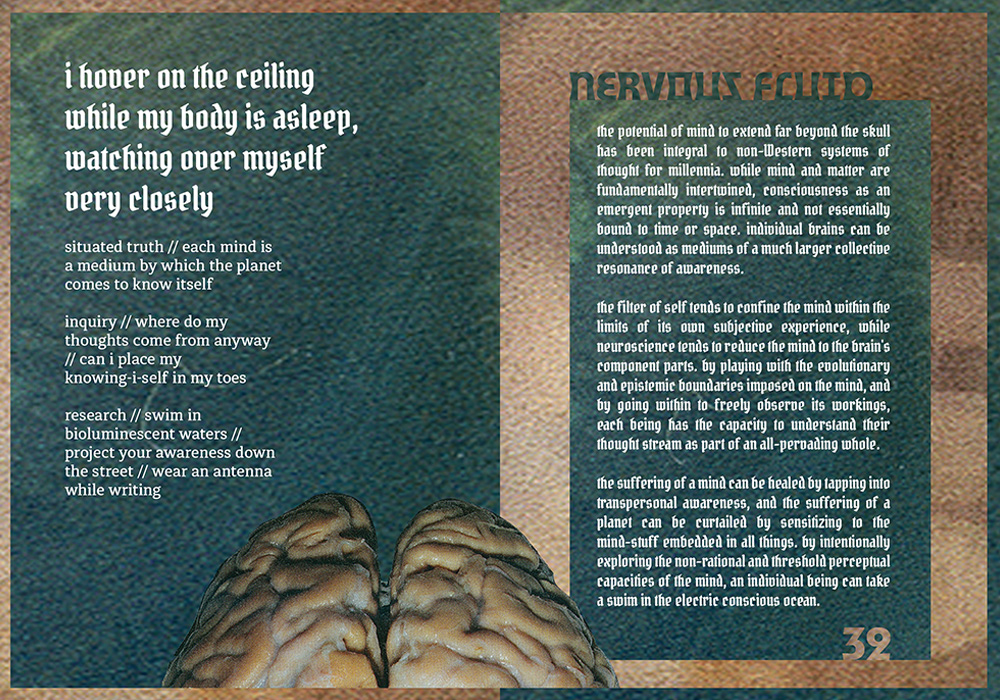 i hover on the ceiling
while my body is asleep,
watching over myself
very closely
situated truth // each mind is
a medium by which the planet
comes to know itself
inquiry // where do my
thoughts come from anyway
// can i place my
knowing-i-self in my toes
research // swim in
bioluminescent waters //
project your awareness down
the street // wear an antenna
while writing
NERVOUS FLUID
the potential of mind to extend far beyond the skull
has been integral to non-Western systems of
thought for millennia. while mind and matter are
fundamentally intertwined, consciousness as an
emergent property is infinite and not essentially
bound to time or space. individual brains can be
understood as mediums of a much larger collective
resonance of awareness.
the filter of self tends to confine the mind within the
limits of its own subjective experience, while
neuroscience tends to reduce the mind to the brain's
component parts. by playing with the evolutionary
and epistemic boundaries imposed on the mind, and
by going within to freely observe its workings,
each being has the capacity to understand their
thought stream as part of an all-pervading whole.
the suffering of a mind can be healed by tapping into
transpersonal awareness, and the suffering of a
planet can be curtailed by sensitizing to the
mind-stuff embedded in all things. by intentionally
exploring the non-rational and threshold perceptual
capacities of the mind, an individual being can take
a swim in the electric conscious ocean.
39